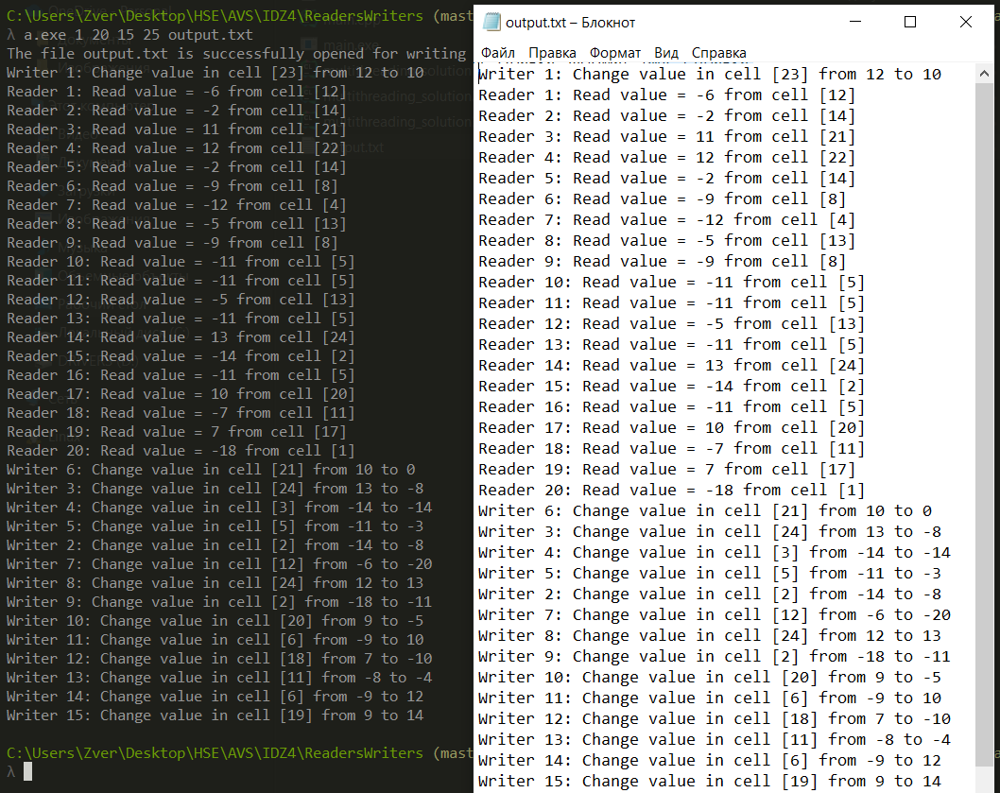 C:\Users\Zver\Desktop\HSE\AVS\IDZ4\ReadersWriters (mast
λ a.exe 1 20 15 25 output.txt
The file output.txt is successfully opened for writing
Writer 1: Change value in cell [23] from 12 to 10
Reader 1: Read value = -6 from cell [12]
Reader 2: Read value = -2 from cell [14]
Reader 3: Read value = 11 from cell [21]
Reader 4: Read value = 12 from cell [22]
Reader 5: Read value = -2 from cell [14]
Reader 6: Read value = -9 from cell [8]
Reader 7: Read value = -12 from cell [4]
Reader 8: Read value = -5 from cell [13]
Reader 9: Read value = -9 from cell [8]
Reader 10: Read value = -11 from cell [5]
Reader 11: Read value = -11 from cell [5]
Reader 12: Read value = -5 from cell [13]
Reader 13: Read value = -11 from cell [5]
Reader 14: Read value = 13 from cell [24]
Reader 15: Read value = -14 from cell [2]
Reader 16: Read value = -11 from cell [5]
Reader 17: Read value = 10 from cell [20]
Reader 18: Read value = -7 from cell [11]
Reader 19: Read value = 7 from cell [17]
Reader 20: Read value = -18 from cell [1]
Writer 6: Change value in cell [21] from 10 to 0
Writer 3: Change value in cell [24] from 13 to -8
Writer 4: Change value in cell [3] from -14 to -14
Writer 5: Change value in cell [5] from -11 to -3
Writer 2: Change value in cell [2] from -14 to -8
Writer 7: Change value in cell [12] from -6 to -20
Writer 8: Change value in cell [24] from 12 to 13
Writer 9: Change value in cell [2] from -18 to -11
Writer 10: Change value in cell [20] from 9 to -5
Writer 11: Change value in cell [6] from -9 to 10
Writer 12: Change value in cell [18] from 7 to -10
Writer 13: Change value in cell [11] from -8 to -4
Writer 14: Change value in cell [6] from -9 to 12
Writer 15: Change value in cell [19] from 9 to 14
C:\Users\Zver\Desktop\HSE\AVS\IDZ4\ReadersWriters (mast
λ
output.txt – Блокнот
Файл Правка Формат Вид Справка
Writer 1: Change value in cell [23] from 12 to 10
Reader 1: Read value = -6 from cell [12]
Reader 2: Read value = -2 from cell [14]
Reader 3: Read value = 11 from cell [21]
Reader 4: Read value = 12 from cell [22]
Reader 5: Read value = -2 from cell [14]
Reader 6: Read value = -9 from cell [8]
Reader 7: Read value = -12 from cell [4]
Reader 8: Read value = -5 from cell [13]
Reader 9: Read value = -9 from cell [8]
Reader 10: Read value = -11 from cell [5]
Reader 11: Read value = -11 from cell [5]
Reader 12: Read value = -5 from cell [13]
Reader 13: Read value = -11 from cell [5]
Reader 14: Read value = 13 from cell [24]
Reader 15: Read value = -14 from cell [2]
Reader 16: Read value = -11 from cell [5]
Reader 17: Read value = 10 from cell [20]
Reader 18: Read value = -7 from cell [11]
Reader 19: Read value = 7 from cell [17]
Reader 20: Read value = -18 from cell [1]
Writer 6: Change value in cell [21] from 10 to 0
Writer 3: Change value in cell [24] from 13 to -8
Writer 4: Change value in cell [3] from -14 to -14
Writer 5: Change value in cell [5] from -11 to -3
Writer 2: Change value in cell [2] from -14 to -8
Writer 7: Change value in cell [12] from -6 to -20
Writer 8: Change value in cell [24] from 12 to 13
Writer 9: Change value in cell [2] from -18 to -11
Writer 10: Change value in cell [20] from 9 to -5
Writer 11: Change value in cell [6] from -9 to 10
Writer 12: Change value in cell [18] from 7 to -10
Writer 13: Change value in cell [11] from -8 to -4
Writer 14: Change value in cell [6] from -9 to 12
Writer 15: Change value in cell [19] from 9 to 14